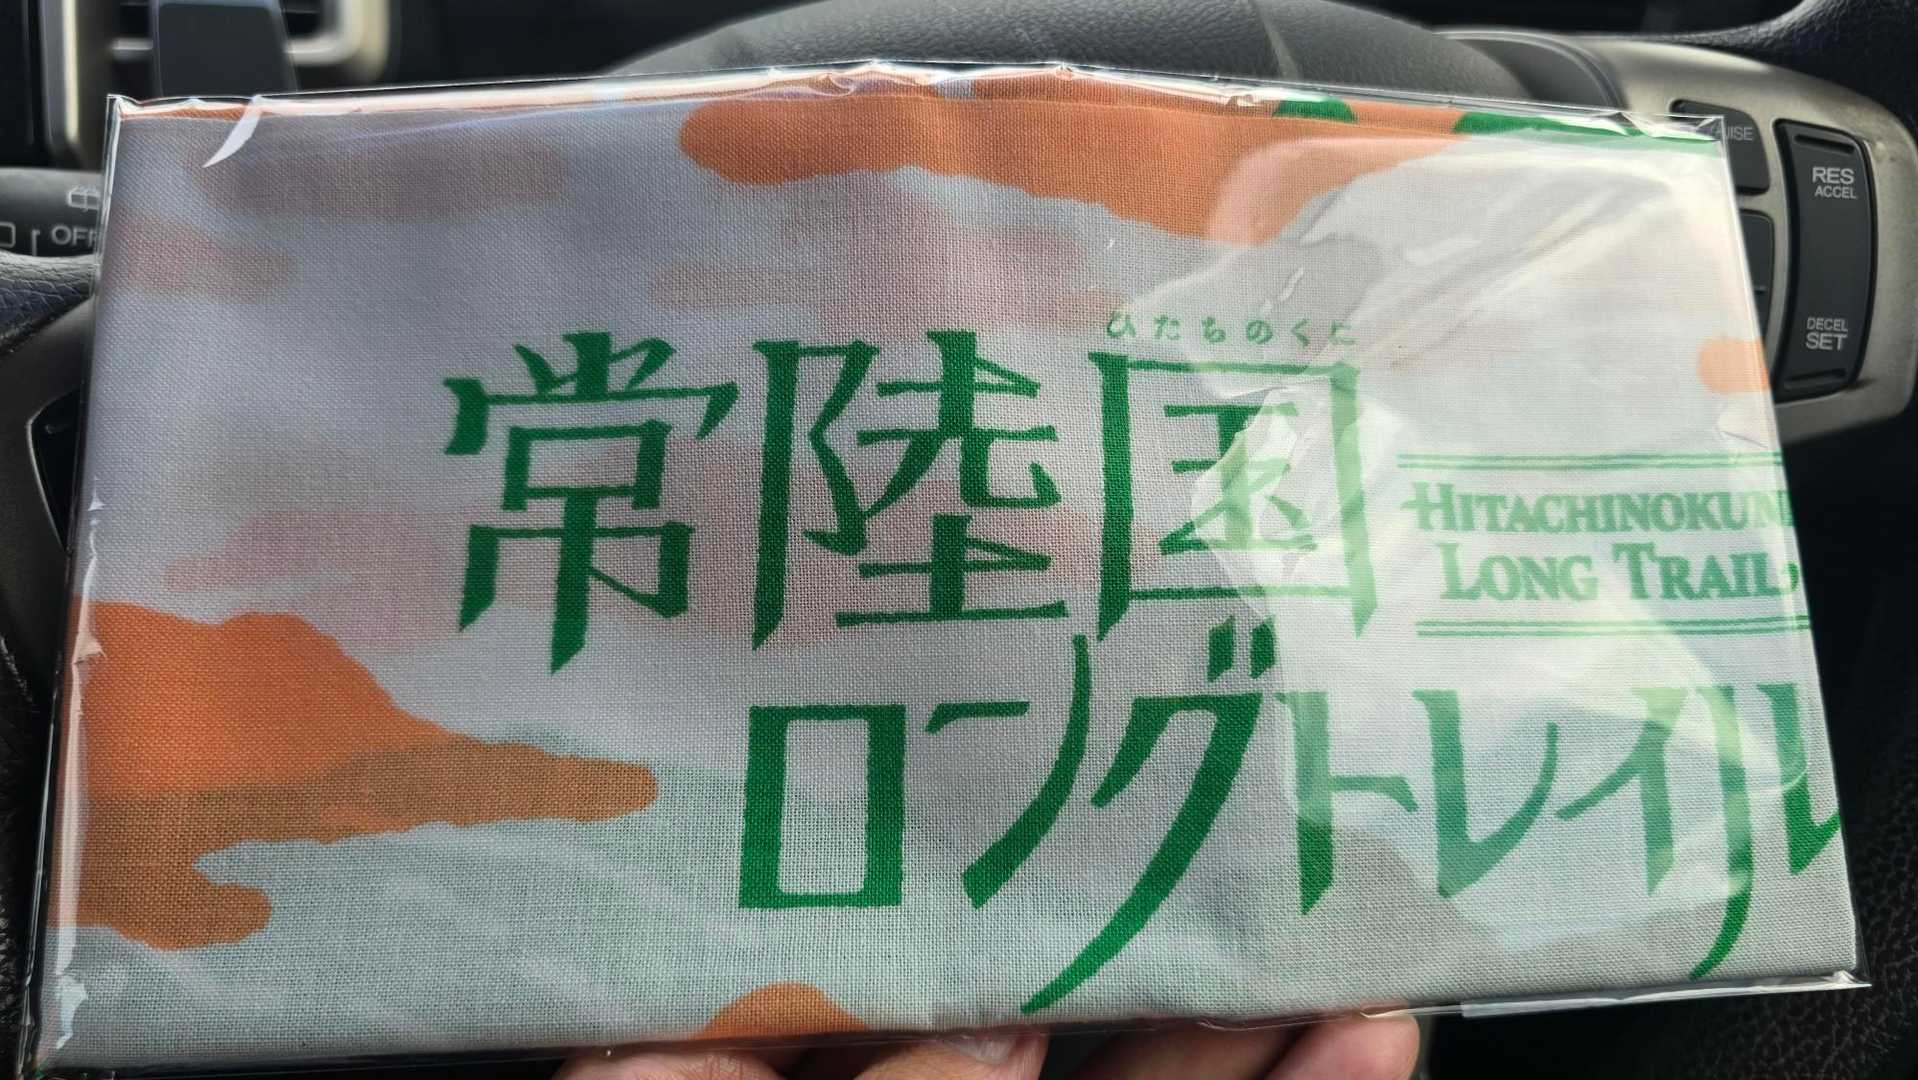 ひたちのくに
常陸国
HITACHINOKUNI
LONG TRAIL
ロングトレイル
OFF
RES
ACCEL
DECEL
SET